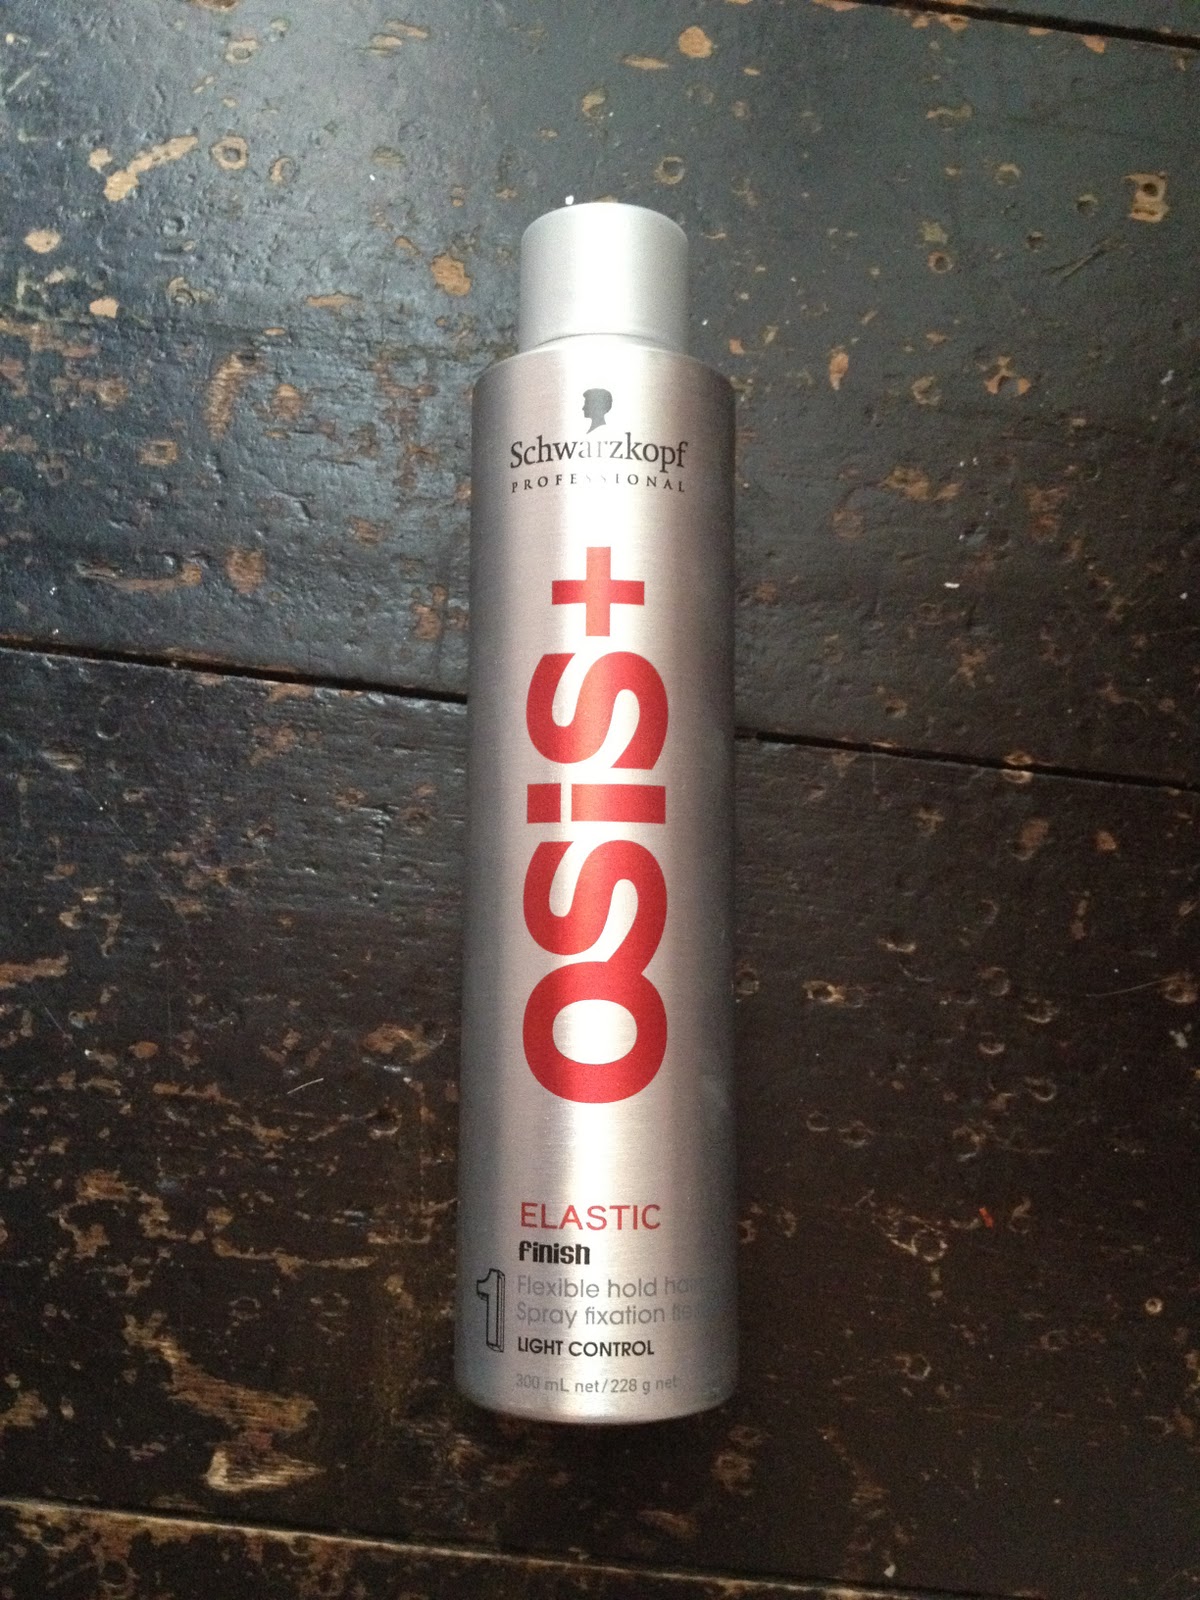 Schwarzkopf
PROFESSIONAL
OSiS+
ELASTIC
finish
1
Flexible hold
Spray fixation
LIGHT CONTROL
300 mL net/228 g net